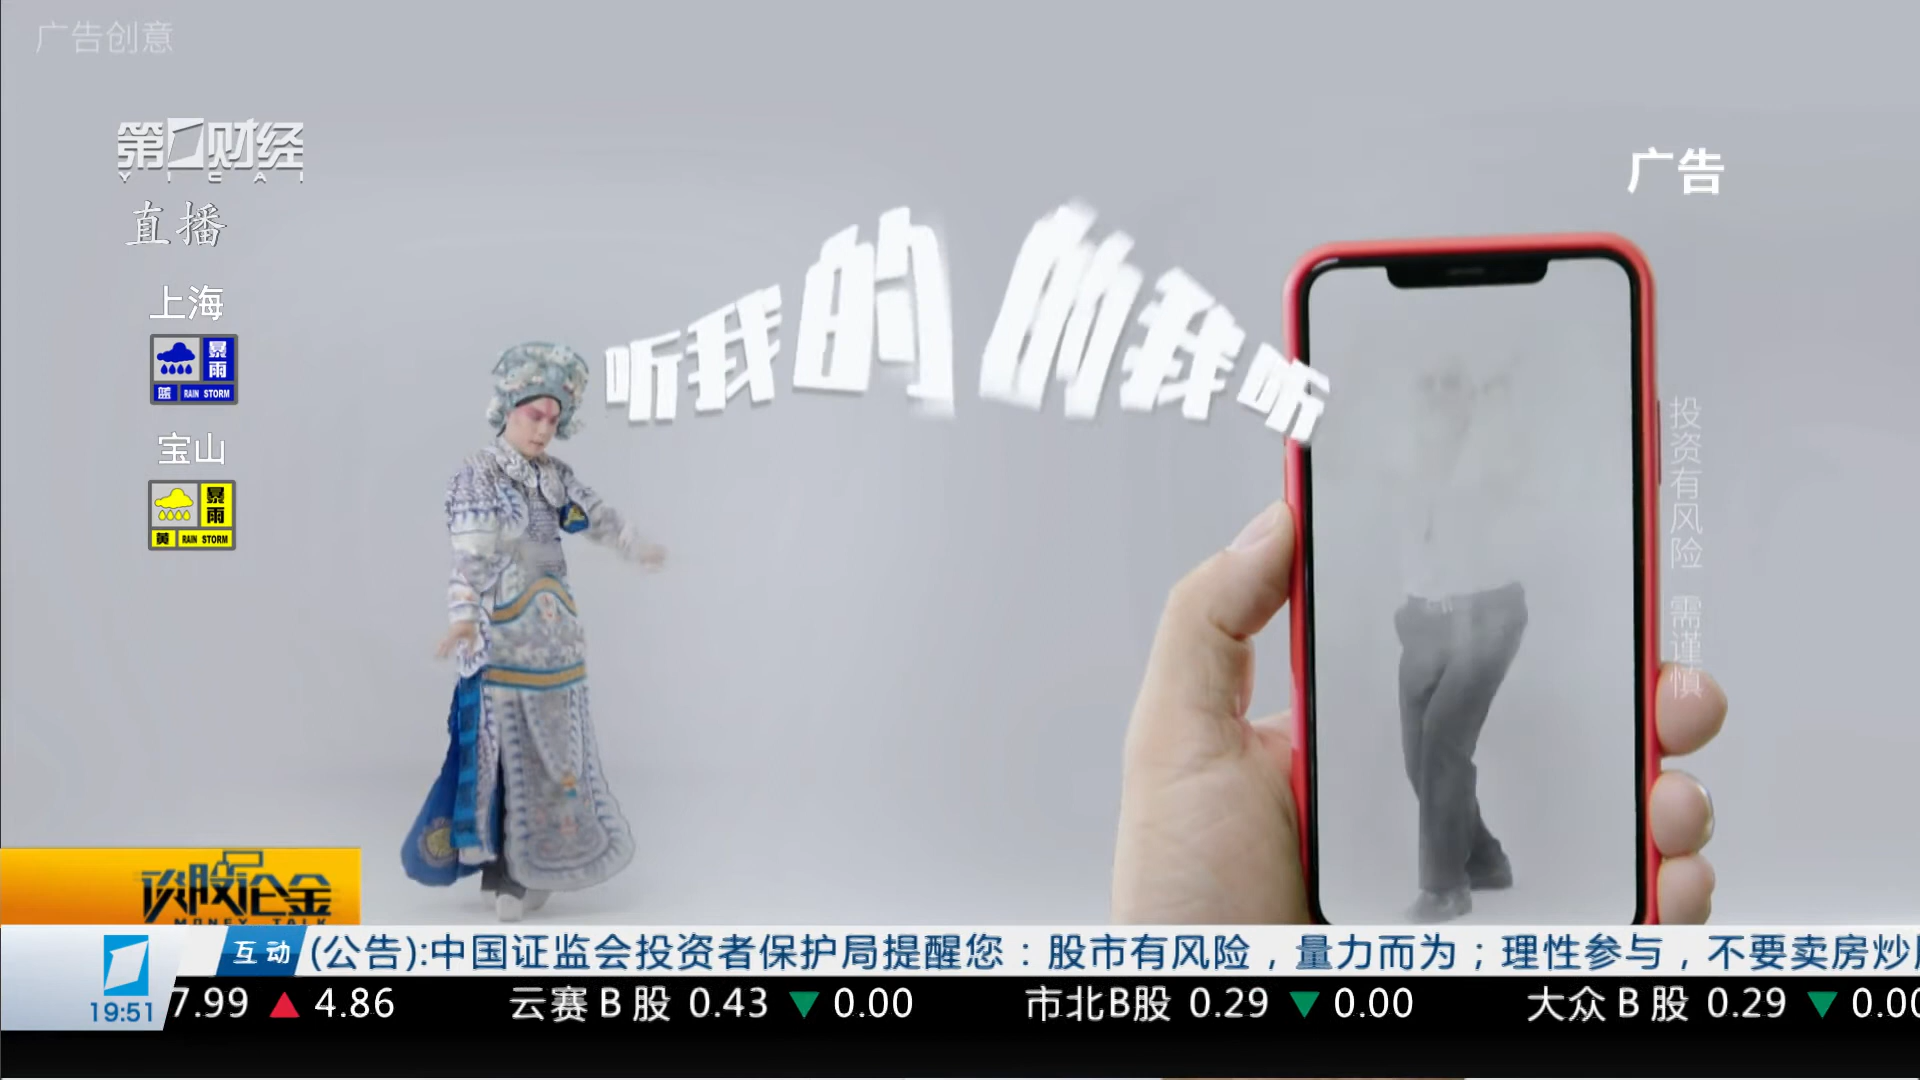 广告创意
第1财经
YICAI
直播
广告
上海
暴雨
蓝 RAIN STORM
宝山
暴雨
黄 RAIN STORM
听我的 的我听
投资有风险 需谨慎
谈股论金
MONEY TALK
互动 (公告):中国证监会投资者保护局提醒您：股市有风险，量力而为；理性参与，不要卖房炒
19:51 7.99 ▲ 4.86 云赛B股 0.43 ▼ 0.00 市北B股 0.29 ▼ 0.00 大众B股 0.29 ▼ 0.00